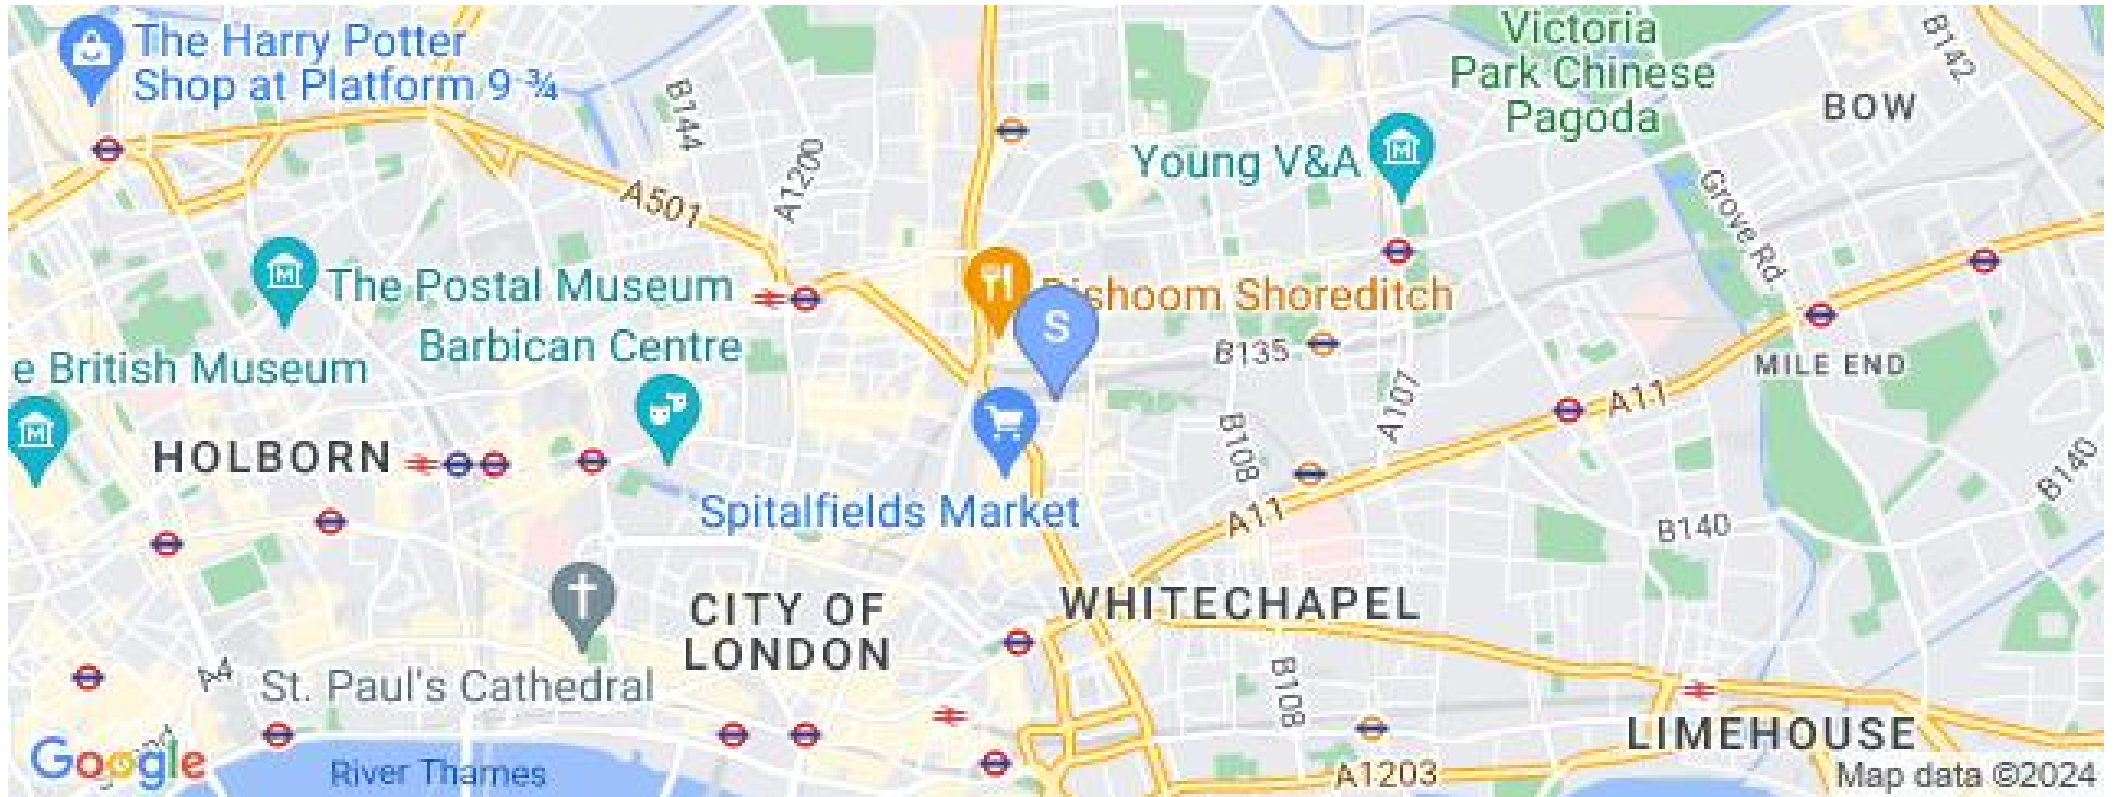 The Harry Potter
Shop at Platform 9 ¾
B144
A1200
A501
Young V&A
Victoria
Park Chinese
Pagoda
B142
BOW
Grove Rd
The Postal Museum
Barbican Centre
e British Museum
S
Dishoom Shoreditch
B135
A107
MILE END
A11
HOLBORN
B108
Spitalfields Market
A11
B140
B140
CITY OF
LONDON
WHITECHAPEL
A4
St. Paul's Cathedral
B108
LIMEHOUSE
Google
River Thames
A1203
Map data ©2024